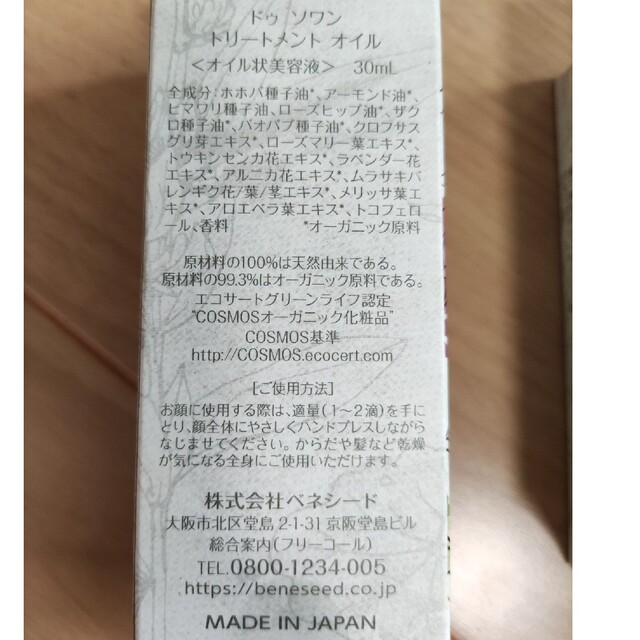 ドゥ ソワン
トリートメント オイル
＜オイル状美容液＞ 30mL
全成分：ホホバ種子油*、アーモンド油*、
ヒマワリ種子油、ローズヒップ油*、ザク
ロ種子油*、バオバブ種子油*、クロフサス
グリ芽エキス*、ローズマリー葉エキス*、
トウキンセンカ花エキス*、ラベンダー花
エキス*、アルニカ花エキス*、ムラサキバ
レンギク花/葉/茎エキス*、メリッサ葉エ
キス*、アロエベラ葉エキス*、トコフェロ
ール、香料 *オーガニック原料
原材料の100%は天然由来である。
原材料の99.3%はオーガニック原料である。
エコサートグリーンライフ認定
"COSMOSオーガニック化粧品"
COSMOS基準
http://COSMOS.ecocert.com
［ご使用方法］
お顔に使用する際は、適量（1～2滴）を手に
とり、顔全体にやさしくハンドプレスしながら
なじませてください。からだや髪など乾燥
が気になる全身にご使用いただけます。
株式会社ベネシード
大阪市北区堂島 2-1-31 京阪堂島ビル
総合案内（フリーコール）
TEL.0800-1234-005
https://beneseed.co.jp
MADE IN JAPAN